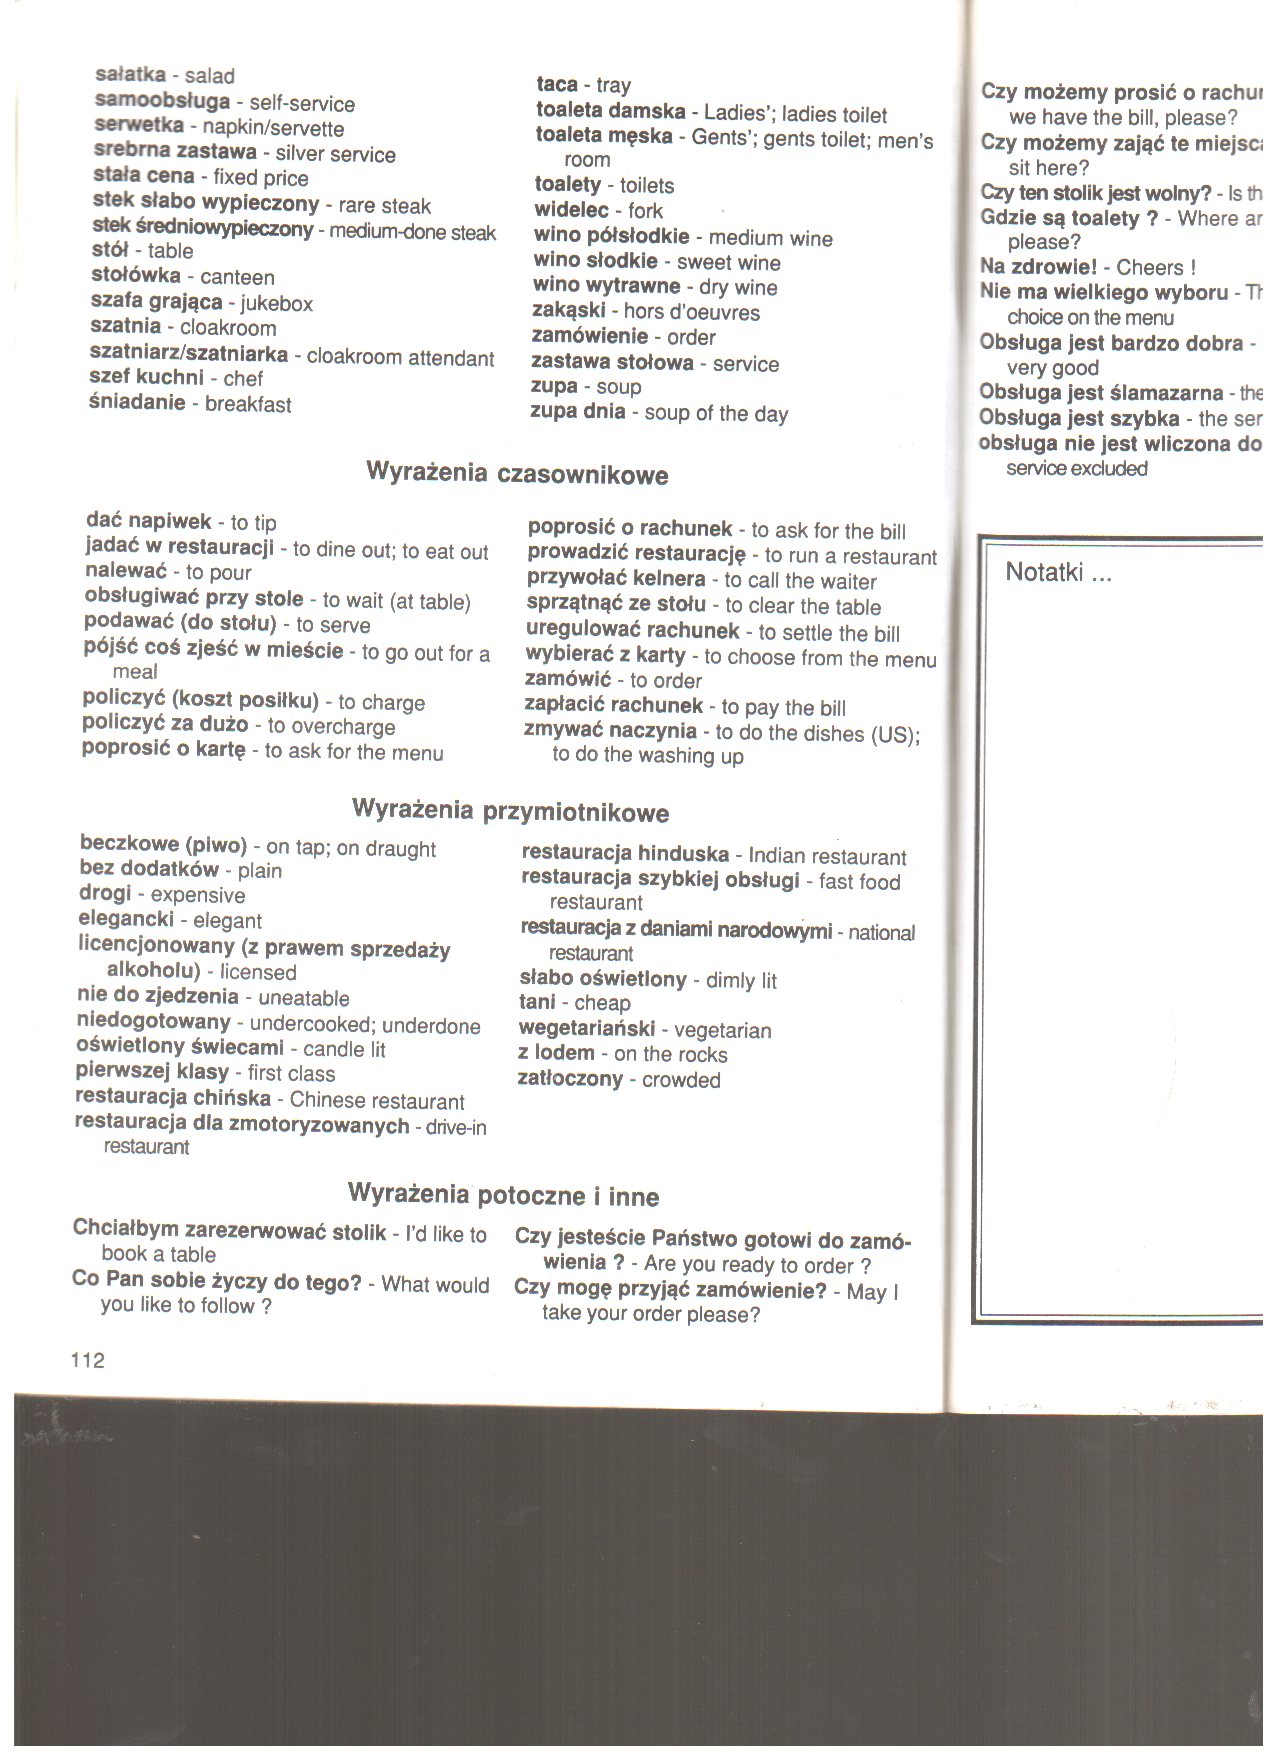 sałatka - salad
samoobsługa - self-service
serwetka - napkin/servette
srebrna zastawa - silver service
stała cena - fixed price
stek słabo wypieczony - rare steak
stek średniowypieczony - medium-done steak
stół - table
stołówka - canteen
szafa grająca - jukebox
szatnia - cloakroom
szatniarz/szatniarka - cloakroom attendant
szef kuchni - chef
śniadanie - breakfast
taca - tray
toaleta damska - Ladies'; ladies toilet
toaleta męska - Gents'; gents toilet; men's
room
toalety - toilets
widelec - fork
wino półsłodkie - medium wine
wino słodkie - sweet wine
wino wytrawne - dry wine
zakąski - hors d'oeuvres
zamówienie - order
zastawa stołowa - service
zupa - soup
zupa dnia - soup of the day
Wyrażenia czasownikowe
dać napiwek - to tip
jadać w restauracji - to dine out; to eat out
nalewać - to pour
obsługiwać przy stole - to wait (at table)
podawać (do stołu) - to serve
pójść coś zjeść w mieście - to go out for a
meal
policzyć (koszt posiłku) - to charge
policzyć za dużo - to overcharge
poprosić o kartę - to ask for the menu
poprosić o rachunek - to ask for the bill
prowadzić restaurację - to run a restaurant
przywołać kelnera - to call the waiter
sprzątnąć ze stołu - to clear the table
uregulować rachunek - to settle the bill
wybierać z karty - to choose from the menu
zamówić - to order
zapłacić rachunek - to pay the bill
zmywać naczynia - to do the dishes (US);
to do the washing up
Wyrażenia przymiotnikowe
beczkowe (piwo) - on tap; on draught
bez dodatków - plain
drogi - expensive
elegancki - elegant
licencjonowany (z prawem sprzedaży
alkoholu) - licensed
nie do zjedzenia - uneatable
niedogotowany - undercooked; underdone
oświetlony świecami - candle lit
pierwszej klasy - first class
restauracja chińska - Chinese restaurant
restauracja dla zmotoryzowanych - drive-in
restaurant
restauracja hinduska - Indian restaurant
restauracja szybkiej obsługi - fast food
restaurant
restauracja z daniami narodowymi - national
restaurant
słabo oświetlony - dimly lit
tani - cheap
wegetariański - vegetarian
z lodem - on the rocks
zatłoczony - crowded
Wyrażenia potoczne i inne
Chciałbym zarezerwować stolik - I'd like to
book a table
Co Pan sobie życzy do tego? - What would
you like to follow ?
Czy jesteście Państwo gotowi do zamó-
wienia ? - Are you ready to order ?
Czy mogę przyjąć zamówienie? - May I
take your order please?
112
Czy możemy prosić o
we have the bill, please?
Czy możemy zająć te
sit here?
Czy ten stolik jest wolny? - Is
Gdzie są toalety ? - Where
please?
Na zdrowie! - Cheers !
Nie ma wielkiego wyboru -
choice on the menu
Obsługa jest bardzo dobra -
very good
Obsługa jest ślamazarna -
Obsługa jest szybka - the
obsługa nie jest wliczona do
service excluded
Notatki ...